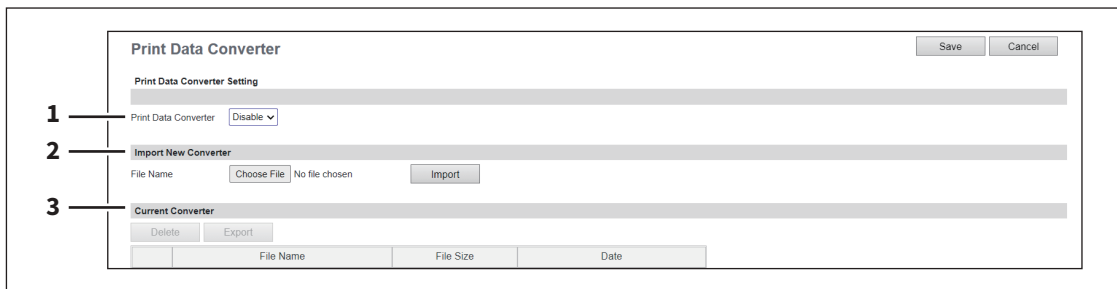 Print Data Converter Save Cancel
Print Data Converter Setting
1 Print Data Converter Disable
2 Import New Converter
File Name Choose File No file chosen Import
3 Current Converter
Delete Export
File Name File Size Date